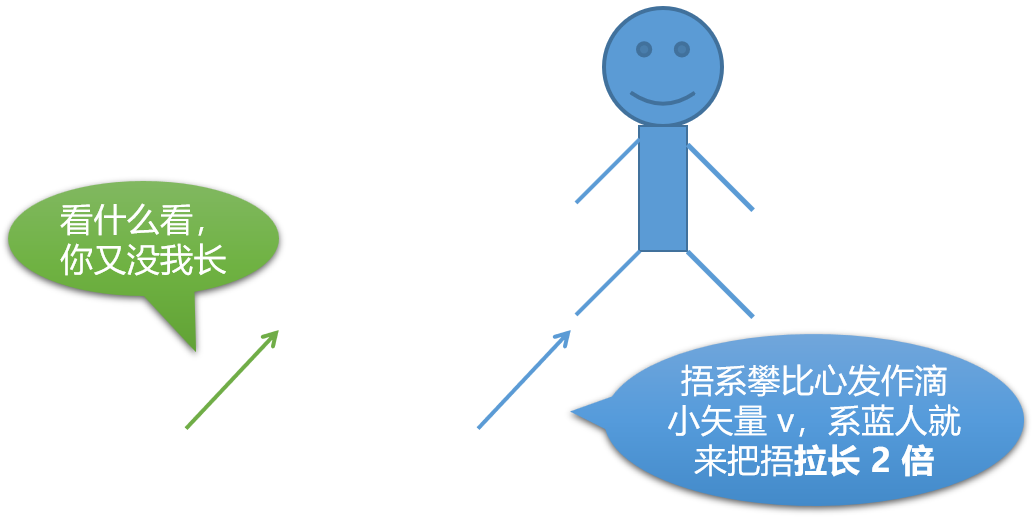 看什么看，
你又没我长
捂系攀比心发作滴
小矢量 v，系蓝人就
来把捂拉长 2 倍